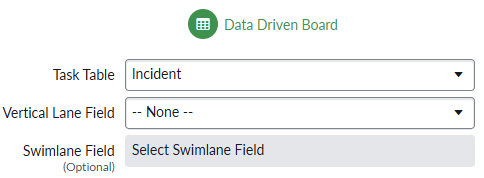 Data Driven Board
Task Table Incident
Vertical Lane Field -- None --
Swimlane Field Select Swimlane Field
(Optional)